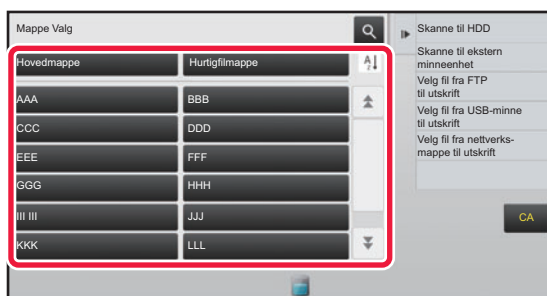 Mappe Valg
Hovedmappe
Hurtigfilmappe
AAA
BBB
CCC
DDD
EEE
FFF
GGG
HHH
III III
JJJ
KKK
LLL
Skanne til HDD
Skanne til ekstern
minneenhet
Velg fil fra FTP
til utskrift
Velg fil fra USB-minne
til utskrift
Velg fil fra nettverks-
mappe til utskrift
CA